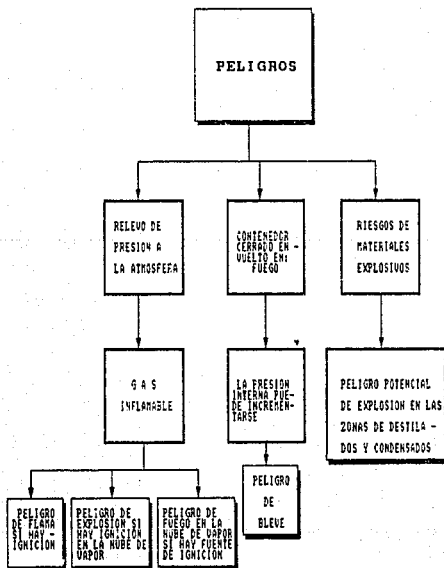 PELIGROS
RELEVO DE
PRESION A
LA ATMOSFERA
CONTENEDOR
CERRADO EN -
VUELTO EN:
FUEGO
RIESGOS DE
MATERIALES
EXPLOSIVOS
GAS
INFLAMABLE
LA PRESION
INTERNA PUE-
DE INCREMEN-
TARSE
PELIGRO POTENCIAL
DE EXPLOSION EN LAS
ZONAS DE DESTILA -
DOS Y CONDENSADOS
PELIGRO
DE FLAMA
SI HAY -
IGNICION
PELIGRO DE
EXPLOSION SI
HAY IGNICION
EN LA NUBE DE
VAPOR
PELIGRO DE
FUEGO EN LA
NUBE DE VAPOR
SI HAY FUENTE
DE IGNICION
PELIGRO
DE
BLEVE